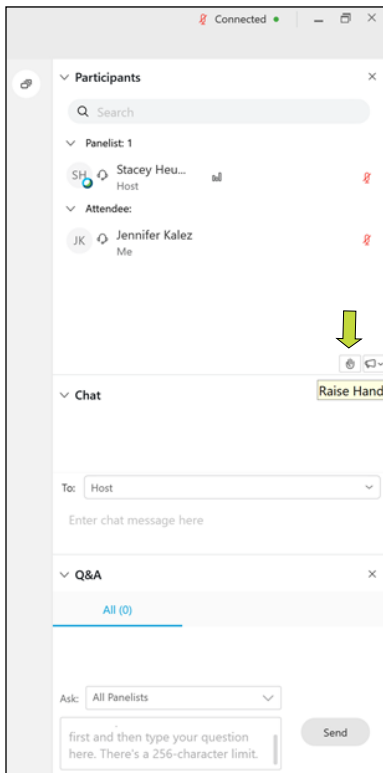 Connected
Participants
Search
Panelist: 1
SH
Stacey Heu...
Host
Attendee:
JK
Jennifer Kalez
Me
Raise Hand
Chat
To:
Host
Enter chat message here
Q&A
All (0)
Ask:
All Panelists
first and then type your question
here. There's a 256-character limit.
Send